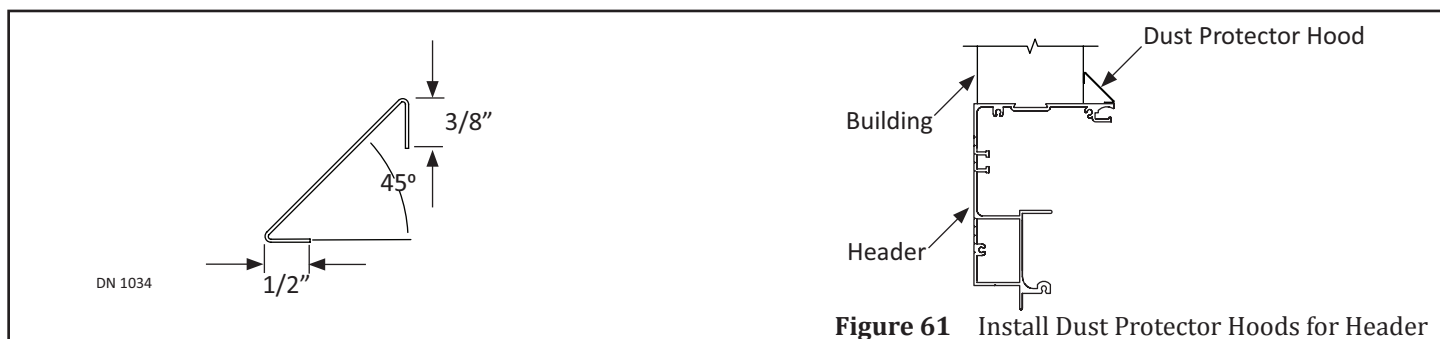 3/8”
45º
1/2”
DN 1034
Dust Protector Hood
Building
Header
Figure 61 Install Dust Protector Hoods for Header